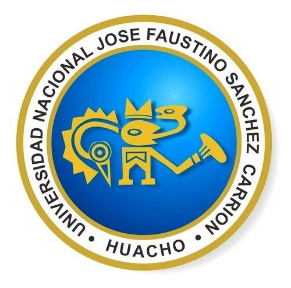 UNIVERSIDAD NACIONAL JOSE FAUSTINO SANCHEZ CARRION
• HUACHO •